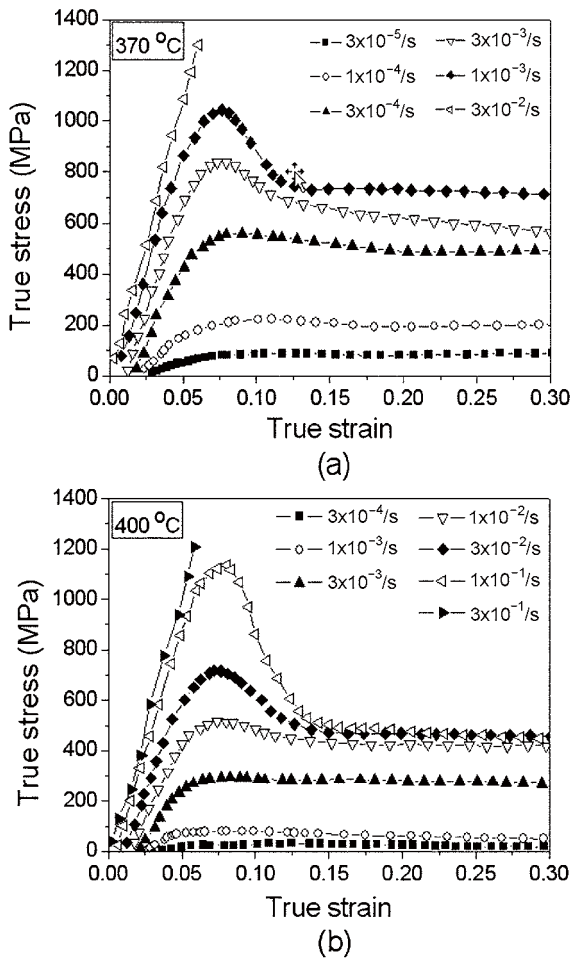 370 °C
3x10⁻⁵/s
1x10⁻⁴/s
3x10⁻⁴/s
3x10⁻³/s
1x10⁻³/s
3x10⁻²/s
1400
1200
1000
800
600
400
200
0
True stress (MPa)
0.00 0.05 0.10 0.15 0.20 0.25 0.30
True strain
(a)
400 °C
3x10⁻⁴/s
1x10⁻³/s
3x10⁻³/s
1x10⁻²/s
3x10⁻²/s
1x10⁻¹/s
3x10⁻¹/s
1400
1200
1000
800
600
400
200
0
True stress (MPa)
0.00 0.05 0.10 0.15 0.20 0.25 0.30
True strain
(b)